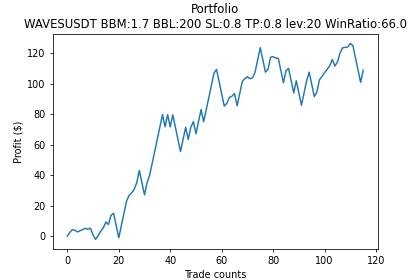 Portfolio
WAVESUSDT BBM:1.7 BBL:200 SL:0.8 TP:0.8 lev:20 WinRatio:66.0
120
100
80
60
40
20
0
Profit ($)
0 20 40 60 80 100 120
Trade counts